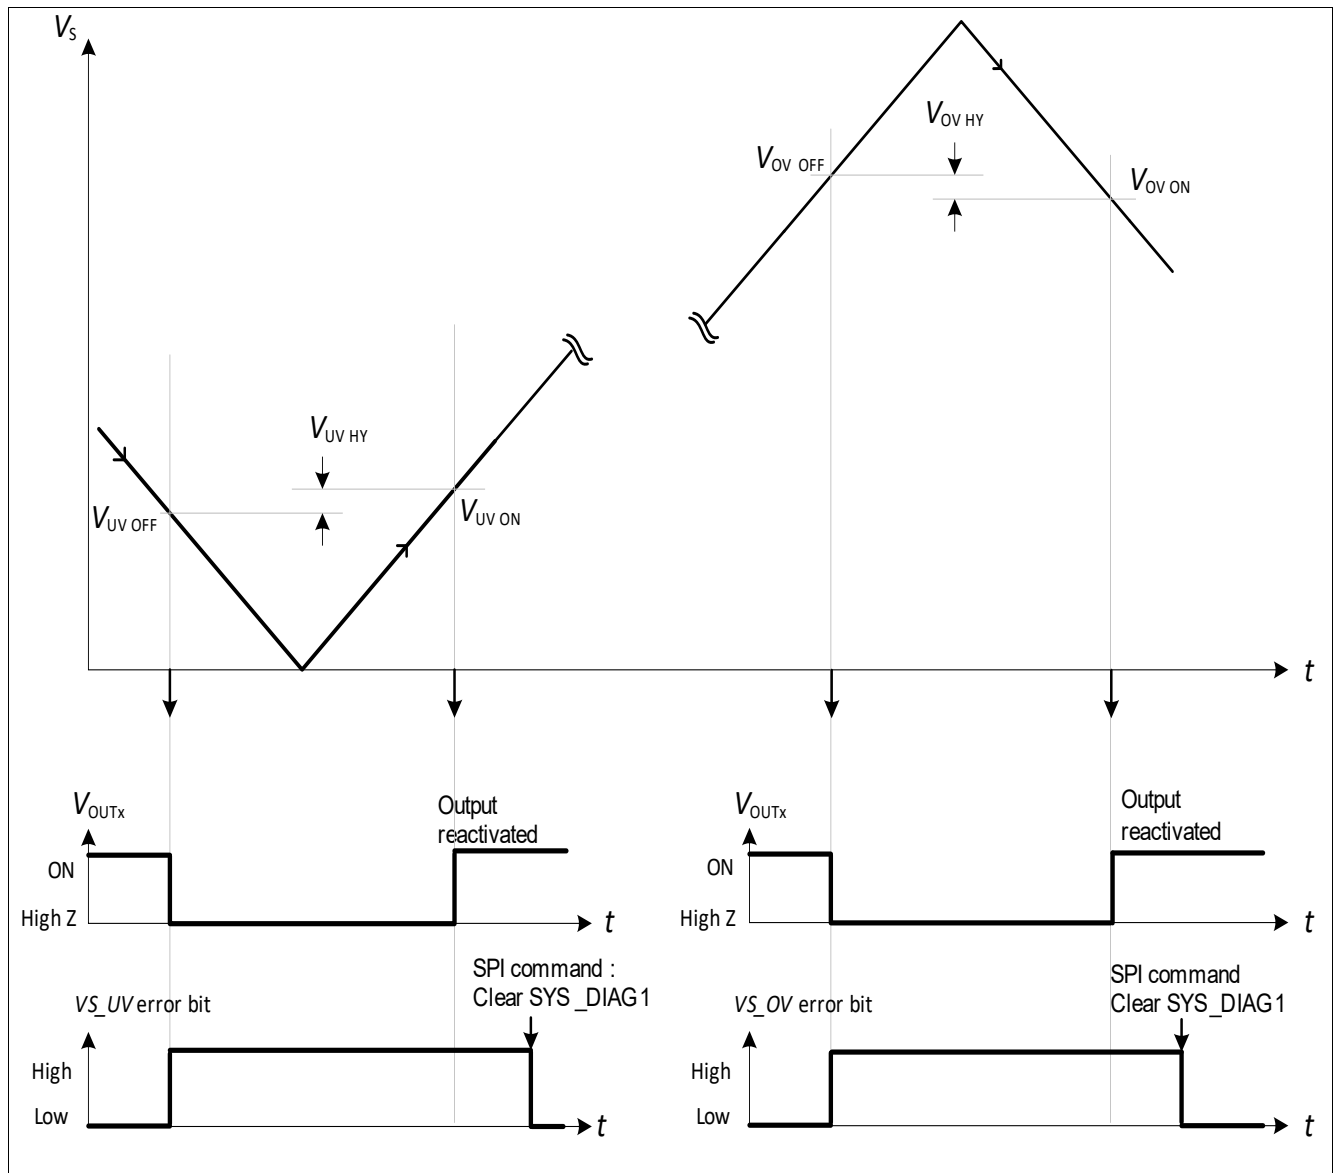 VS
VOV HY
VOV OFF
VOV ON
VUV HY
VUV OFF
VUV ON
t
VOUTx
Output
reactivated
ON
High Z
t
SPI command :
Clear SYS_DIAG1
VS_UV error bit
High
Low
t
VOUTx
Output
reactivated
ON
High Z
t
SPI command
Clear SYS_DIAG1
VS_OV error bit
High
Low
t